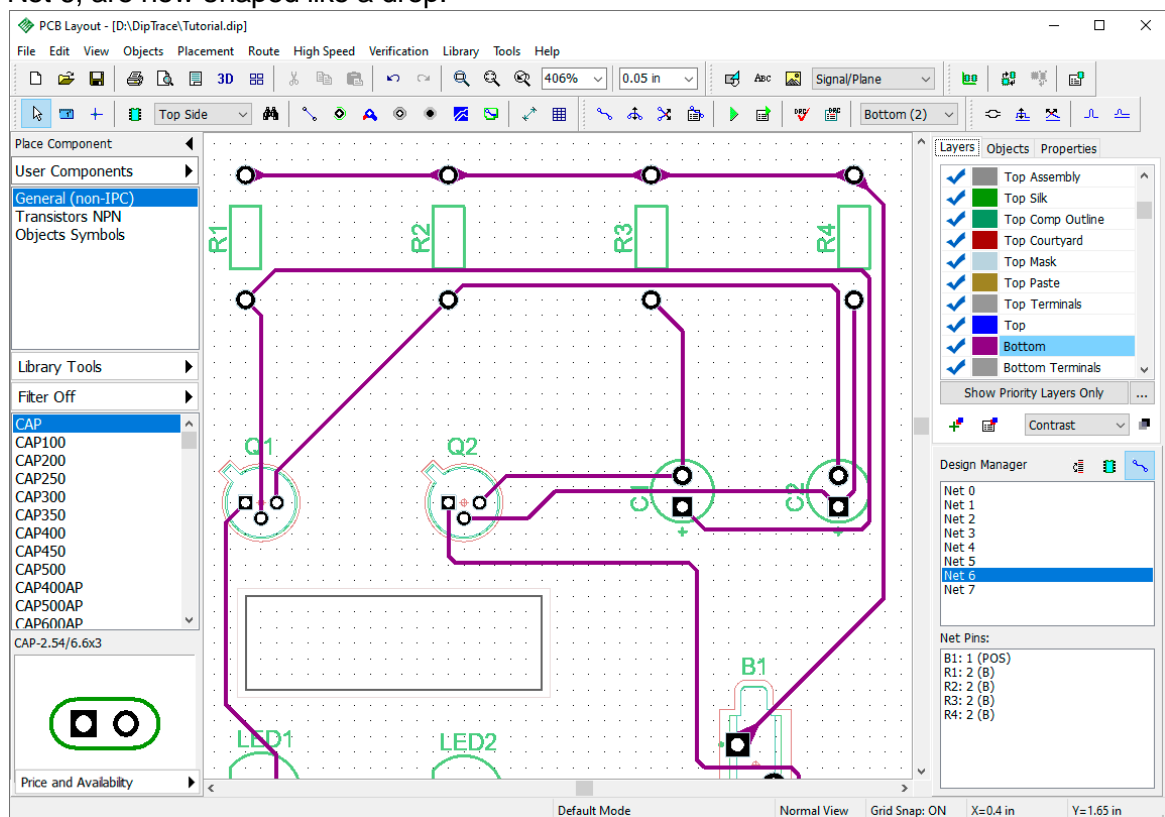 Net 6, are now shaped like a drop.
PCB Layout - [D:\DipTrace\Tutorial.dip]
File Edit View Objects Placement Route High Speed Verification Library Tools Help
3D 406% 0.05 in Abc Signal/Plane
Top Side Bottom (2)
Place Component
User Components
General (non-IPC)
Transistors NPN
Objects Symbols
Library Tools
Filter Off
CAP
CAP100
CAP200
CAP250
CAP300
CAP350
CAP400
CAP450
CAP500
CAP400AP
CAP500AP
CAP600AP
CAP-2.54/6.6x3
Price and Availability
R1
R2
R3
R4
Q1
Q2
C1
C2
+
+
B1
LED1
LED2
Layers Objects Properties
Top Assembly
Top Silk
Top Comp Outline
Top Courtyard
Top Mask
Top Paste
Top Terminals
Top
Bottom
Bottom Terminals
Show Priority Layers Only ...
Contrast
Design Manager
Net 0
Net 1
Net 2
Net 3
Net 4
Net 5
Net 6
Net 7
Net Pins:
B1: 1 (POS)
R1: 2 (B)
R2: 2 (B)
R3: 2 (B)
R4: 2 (B)
Default Mode Normal View Grid Snap: ON X=0.4 in Y=1.65 in